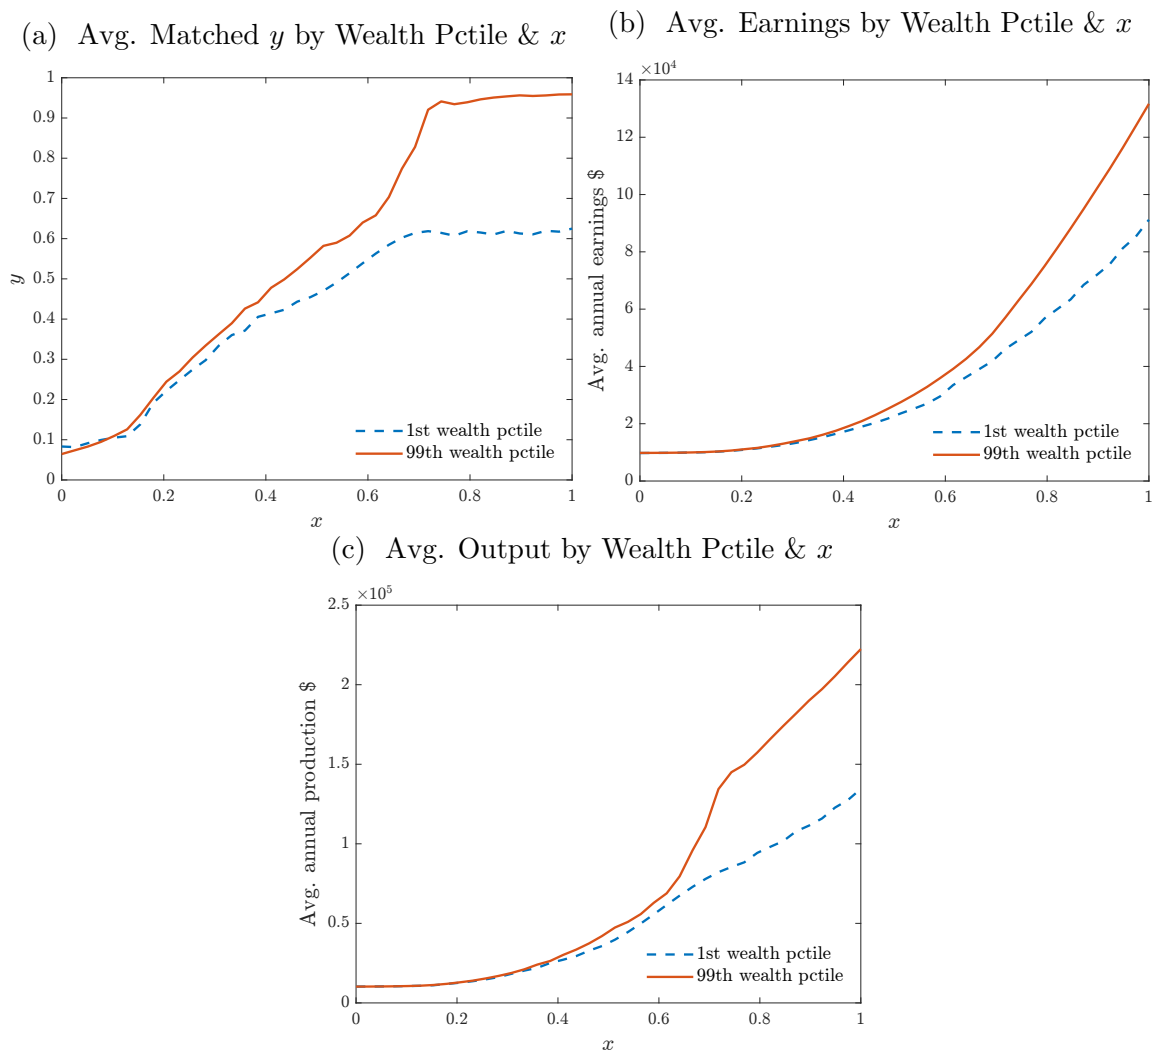 (a) Avg. Matched y by Wealth Pctile & x
1
0.9
0.8
0.7
0.6
0.5
0.4
0.3
0.2
0.1
0
y
1st wealth pctile
99th wealth pctile
0 0.2 0.4 0.6 0.8 1
x
(b) Avg. Earnings by Wealth Pctile & x
×10⁴
14
12
10
8
6
4
2
0
Avg. annual earnings $
1st wealth pctile
99th wealth pctile
0 0.2 0.4 0.6 0.8 1
x
(c) Avg. Output by Wealth Pctile & x
×10⁵
2.5
2
1.5
1
0.5
0
Avg. annual production $
1st wealth pctile
99th wealth pctile
0 0.2 0.4 0.6 0.8 1
x